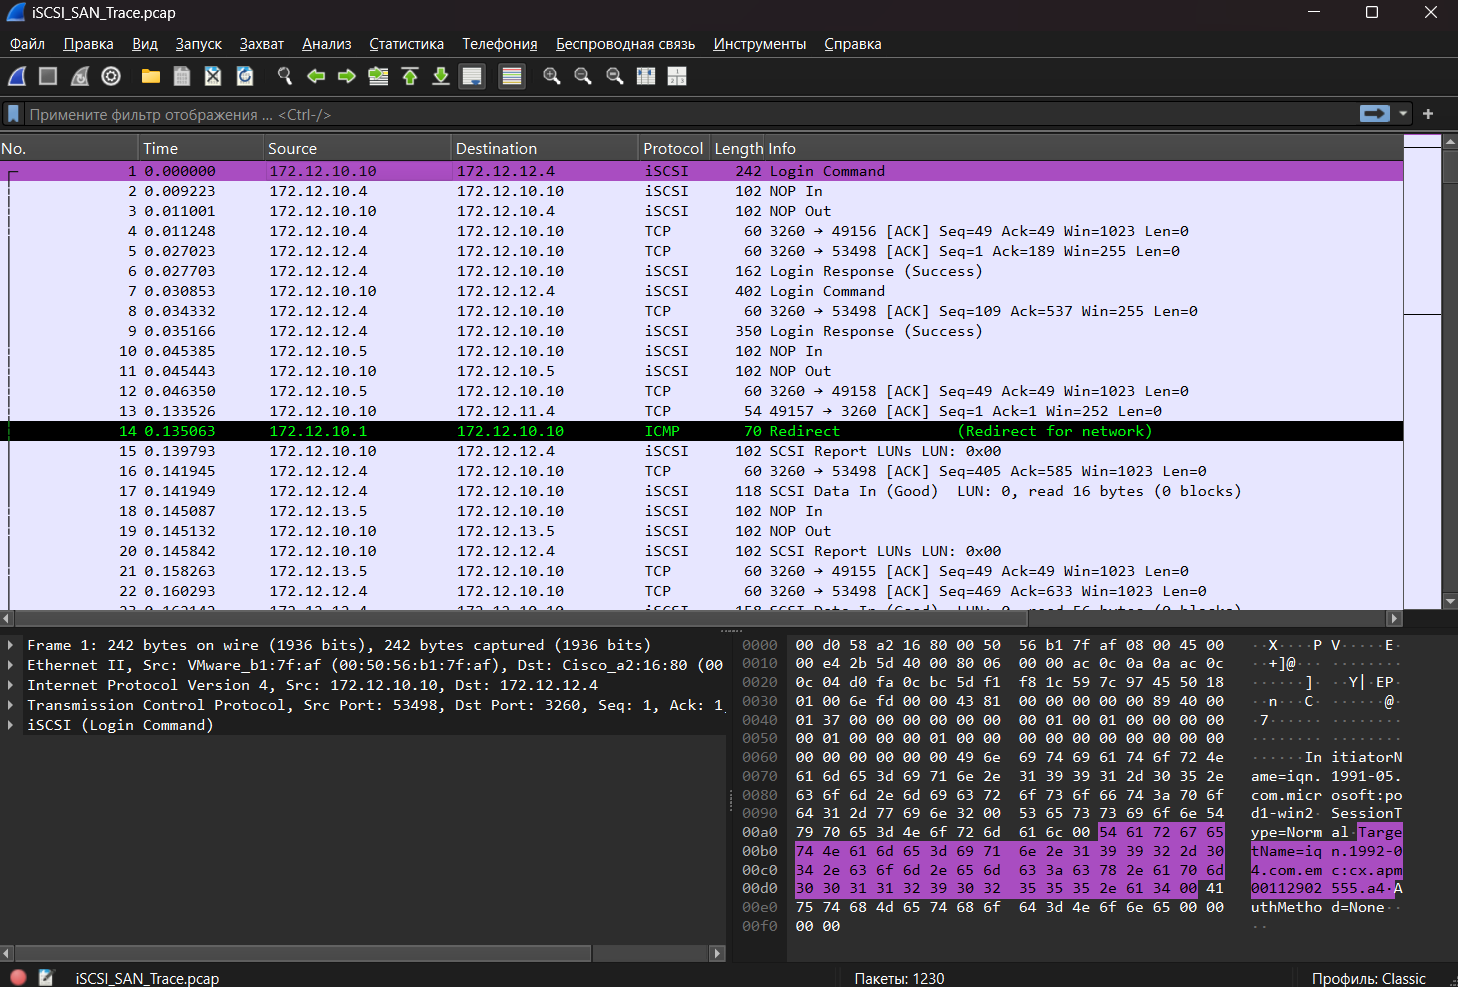 iSCSI_SAN_Trace.pcap
Файл Правка Вид Запуск Захват Анализ Статистика Телефония Беспроводная связь Инструменты Справка
Примените фильтр отображения ... <Ctrl-/>
No. Time Source Destination Protocol Length Info
1 0.000000 172.12.10.10 172.12.12.4 iSCSI 242 Login Command
2 0.009223 172.12.10.4 172.12.10.10 iSCSI 102 NOP In
3 0.011001 172.12.10.10 172.12.10.4 iSCSI 102 NOP Out
4 0.011248 172.12.10.4 172.12.10.10 TCP 60 3260 → 49156 [ACK] Seq=49 Ack=49 Win=1023 Len=0
5 0.027023 172.12.12.4 172.12.10.10 TCP 60 3260 → 53498 [ACK] Seq=1 Ack=189 Win=255 Len=0
6 0.027703 172.12.12.4 172.12.10.10 iSCSI 162 Login Response (Success)
7 0.030853 172.12.10.10 172.12.12.4 iSCSI 402 Login Command
8 0.034332 172.12.12.4 172.12.10.10 TCP 60 3260 → 53498 [ACK] Seq=109 Ack=537 Win=255 Len=0
9 0.035166 172.12.12.4 172.12.10.10 iSCSI 350 Login Response (Success)
10 0.045385 172.12.10.5 172.12.10.10 iSCSI 102 NOP In
11 0.045443 172.12.10.10 172.12.10.5 iSCSI 102 NOP Out
12 0.046350 172.12.10.5 172.12.10.10 TCP 60 3260 → 49158 [ACK] Seq=49 Ack=49 Win=1023 Len=0
13 0.133526 172.12.10.10 172.12.11.4 TCP 54 49157 → 3260 [ACK] Seq=1 Ack=1 Win=252 Len=0
14 0.135063 172.12.10.1 172.12.10.10 ICMP 70 Redirect (Redirect for network)
15 0.139793 172.12.10.10 172.12.12.4 iSCSI 102 SCSI Report LUNs LUN: 0x00
16 0.141945 172.12.12.4 172.12.10.10 TCP 60 3260 → 53498 [ACK] Seq=405 Ack=585 Win=1023 Len=0
17 0.141949 172.12.12.4 172.12.10.10 iSCSI 118 SCSI Data In (Good) LUN: 0, read 16 bytes (0 blocks)
18 0.145087 172.12.13.5 172.12.10.10 iSCSI 102 NOP In
19 0.145132 172.12.10.10 172.12.13.5 iSCSI 102 NOP Out
20 0.145842 172.12.10.10 172.12.12.4 iSCSI 102 SCSI Report LUNs LUN: 0x00
21 0.158263 172.12.13.5 172.12.10.10 TCP 60 3260 → 49155 [ACK] Seq=49 Ack=49 Win=1023 Len=0
22 0.160293 172.12.12.4 172.12.10.10 TCP 60 3260 → 53498 [ACK] Seq=469 Ack=633 Win=1023 Len=0
Frame 1: 242 bytes on wire (1936 bits), 242 bytes captured (1936 bits)
Ethernet II, Src: VMware_b1:7f:af (00:50:56:b1:7f:af), Dst: Cisco_a2:16:80 (00
Internet Protocol Version 4, Src: 172.12.10.10, Dst: 172.12.12.4
Transmission Control Protocol, Src Port: 53498, Dst Port: 3260, Seq: 1, Ack: 1,
iSCSI (Login Command)
0000 00 d0 58 a2 16 80 00 50 56 b1 7f af 08 00 45 00 ··X····P V·····E·
0010 00 e4 2b 5d 40 00 80 06 00 00 ac 0c 0a 0a ac 0c ··+]@··· ········
0020 0c 04 d0 fa 0c bc 5d f1 f8 1c 59 7c 97 45 50 18 ······]· ··Y|·EP·
0030 01 00 6e fd 00 00 43 81 00 00 00 00 00 89 40 00 ··n···C· ······@·
0040 01 37 00 00 00 00 00 00 00 01 00 01 00 00 00 00 ·7······ ········
0050 00 01 00 00 00 01 00 00 00 00 00 00 00 00 00 00 ········ ········
0060 00 00 00 00 00 00 49 6e 69 74 69 61 74 6f 72 4e ······In itiatorN
0070 61 6d 65 3d 69 71 6e 2e 31 39 39 31 2d 30 35 2e ame=iqn. 1991-05.
0080 63 6f 6d 2e 6d 69 63 72 6f 73 6f 66 74 3a 70 6f com.micr osoft:po
0090 64 31 2d 77 69 6e 32 00 53 65 73 73 69 6f 6e 54 d1-win2· SessionT
00a0 79 70 65 3d 4e 6f 72 6d 61 6c 00 54 61 72 67 65 ype=Norm al·Targe
00b0 74 4e 61 6d 65 3d 69 71 6e 2e 31 39 39 32 2d 30 tName=iq n.1992-0
00c0 34 2e 63 6f 6d 2e 65 6d 63 3a 63 78 2e 61 70 6d 4.com.em c:cx.apm
00d0 30 30 31 31 32 39 30 32 35 35 35 2e 61 34 00 41 00112902 555.a4·A
00e0 75 74 68 4d 65 74 68 6f 64 3d 4e 6f 6e 65 00 00 uthMetho d=None··
00f0 00 00 ··
iSCSI_SAN_Trace.pcap Пакеты: 1230 Профиль: Classic